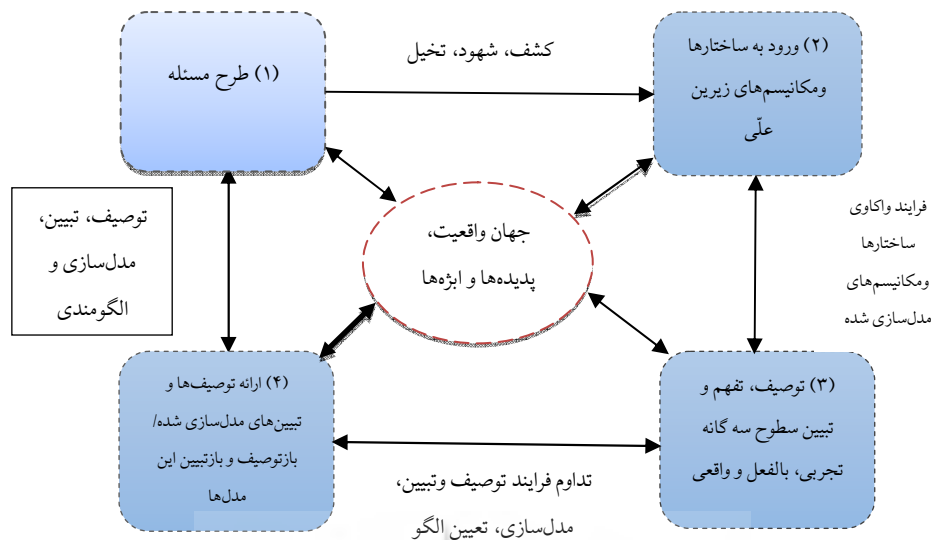 (۱) طرح مسئله
کشف، شهود، تخیل
(۲) ورود به ساختارها
ومکانیسم‌های زیرین
علّی
توصیف، تبیین،
مدل‌سازی و
الگومندی
جهان واقعیت،
پدیده‌ها و ابژه‌ها
فرایند واکاوی
ساختارها
ومکانیسم‌های
مدل‌سازی شده
(۳) توصیف، تفهم و
تبیین سطوح سه گانه
تجربی، بالفعل و واقعی
(۴) ارائه توصیف‌ها و
تبیین‌های مدل‌سازی شده/
بازتوصیف و بازتبیین این
مدل‌ها
تداوم فرایند توصیف وتبیین،
مدل‌سازی، تعیین الگو